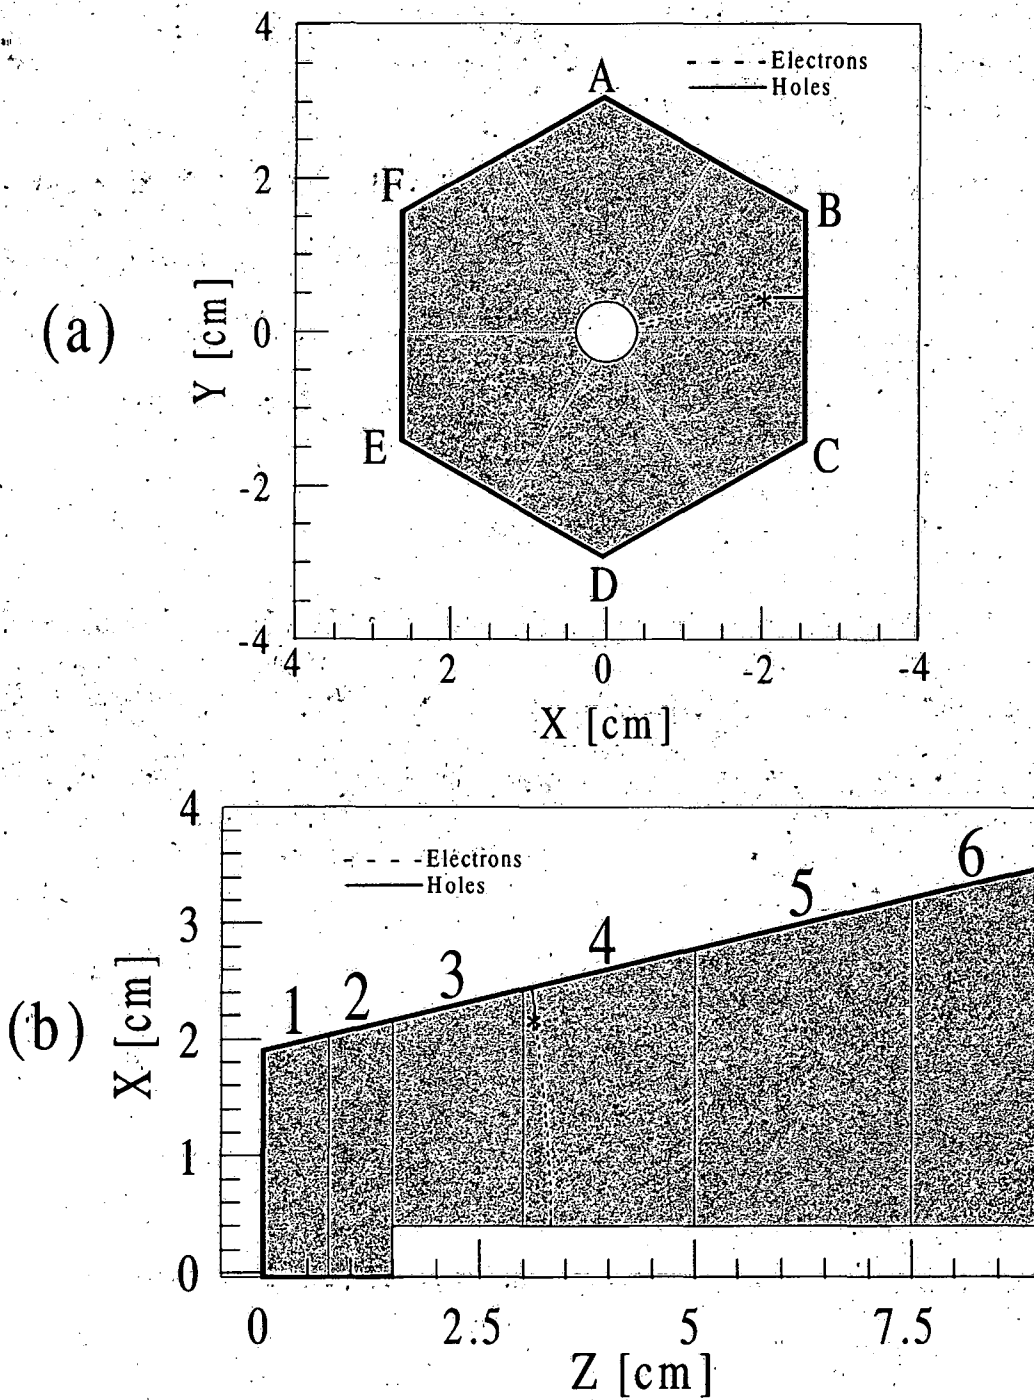 4
- - - - -Electrons
Holes
A
F
2
B
(a)
Y [cm]
0
E
C
-2
D
-4
4 2 0 -2 -4
X [cm]
4
- - - -Electrons
Holes
6
5
3
4
3
2
1
(b)
X [cm]
2
1
0
0 2.5 5 7.5
Z [cm]